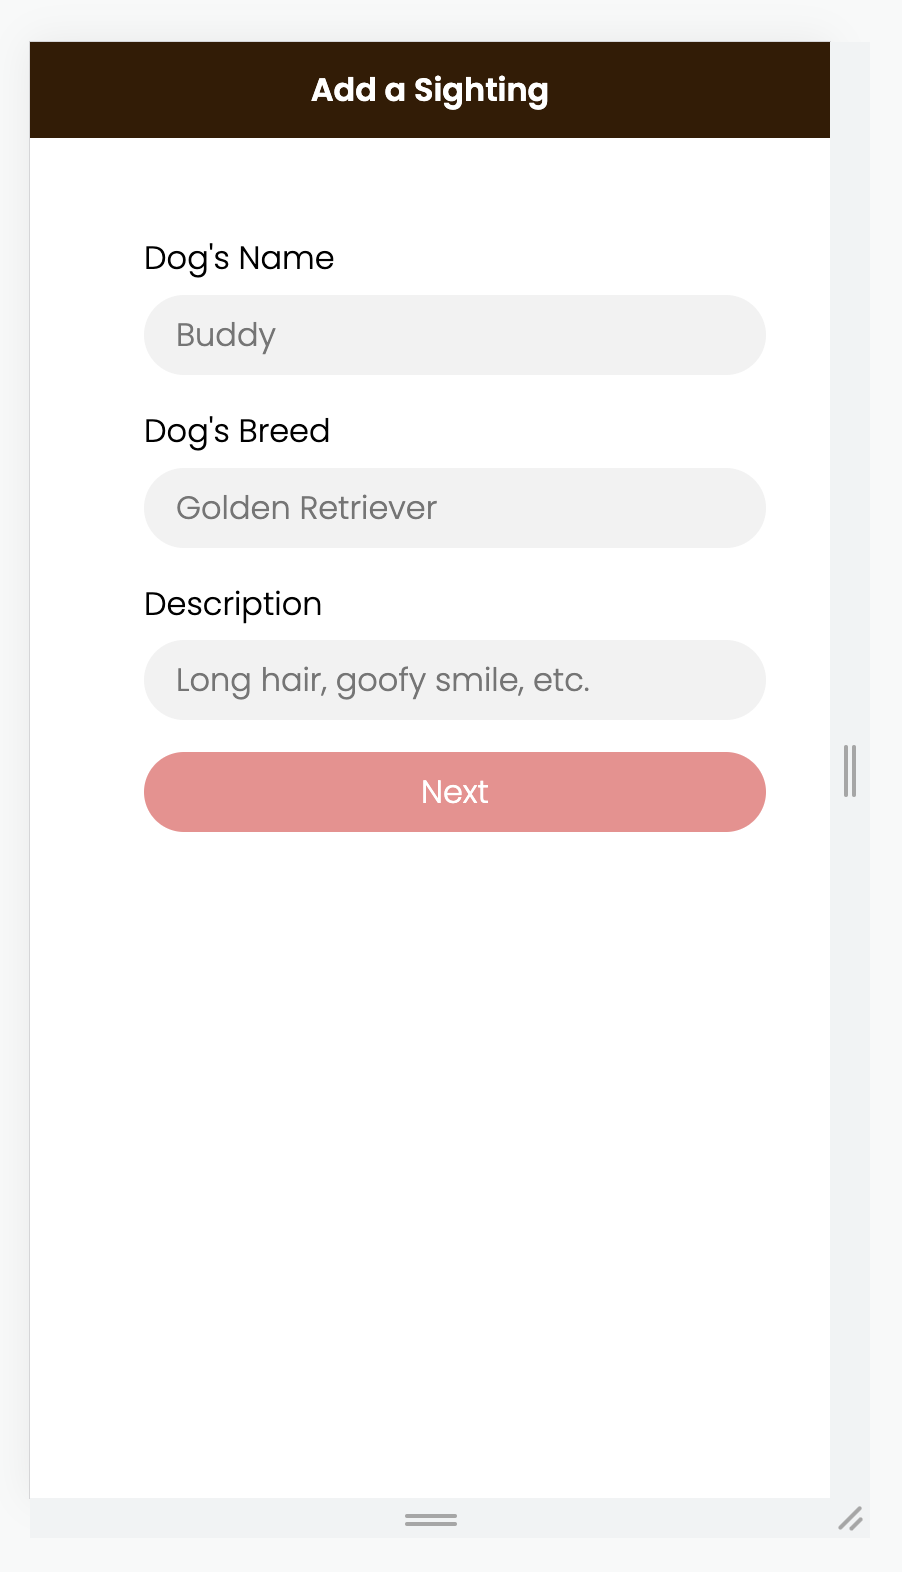 Add a Sighting
Dog's Name
Buddy
Dog's Breed
Golden Retriever
Description
Long hair, goofy smile, etc.
Next